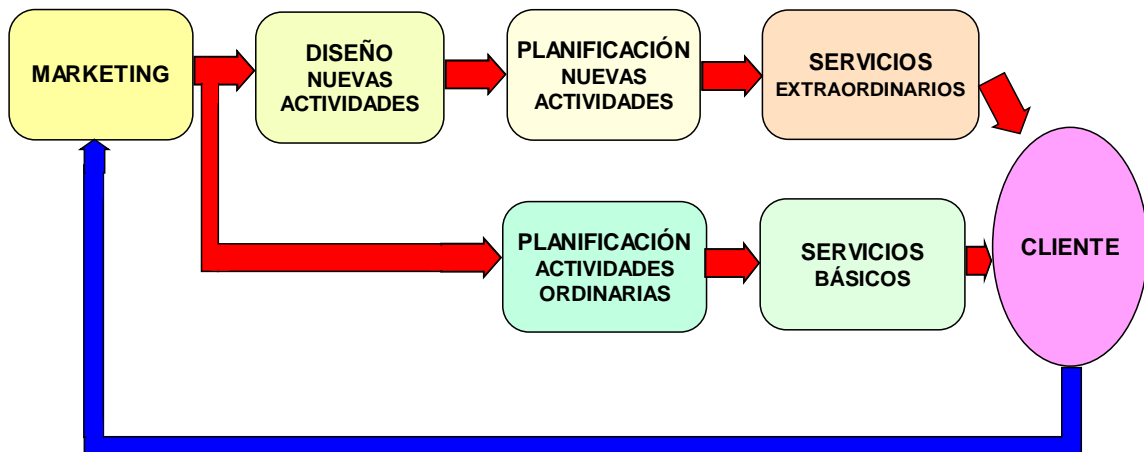 MARKETING
DISEÑO
NUEVAS
ACTIVIDADES
PLANIFICACIÓN
NUEVAS
ACTIVIDADES
SERVICIOS
EXTRAORDINARIOS
PLANIFICACIÓN
ACTIVIDADES
ORDINARIAS
SERVICIOS
BÁSICOS
CLIENTE